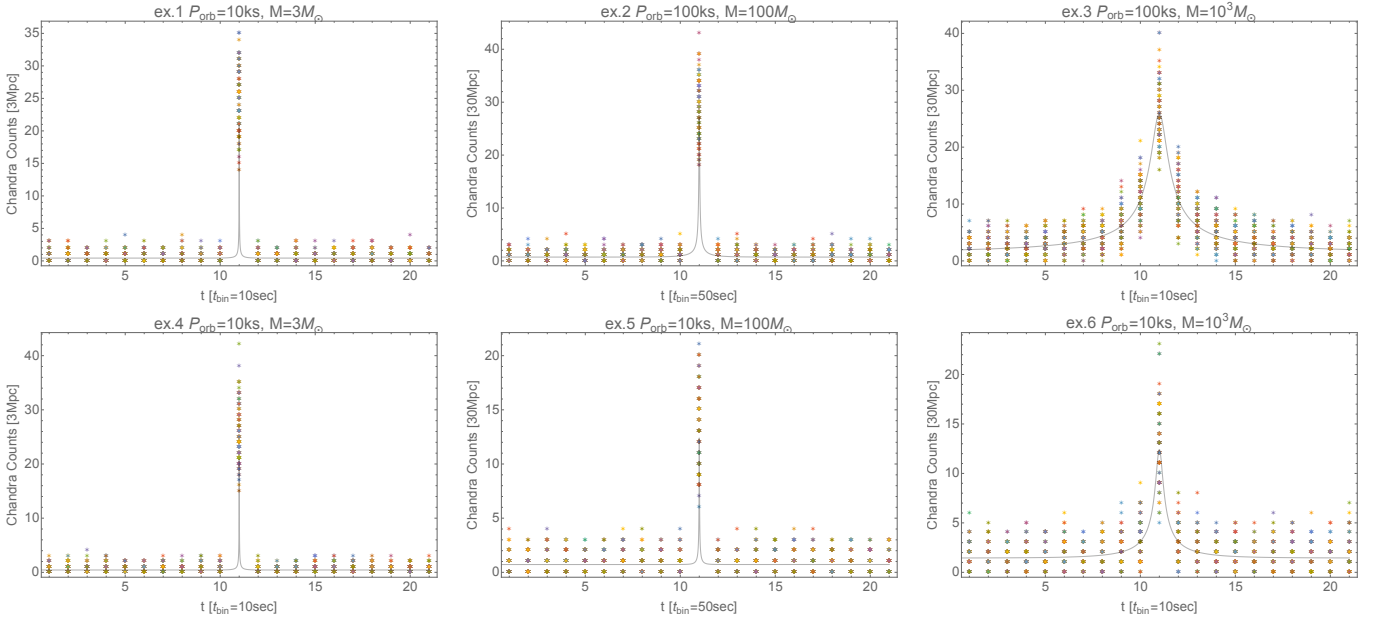 ex.1 P_orb=10ks, M=3M_⊙
35
30
25
20
15
10
5
0
Chandra Counts [3Mpc]
5 10 15 20
t [t_bin=10sec]
ex.2 P_orb=100ks, M=100M_⊙
40
30
20
10
0
Chandra Counts [30Mpc]
5 10 15 20
t [t_bin=50sec]
ex.3 P_orb=100ks, M=10³M_⊙
40
30
20
10
0
Chandra Counts [30Mpc]
5 10 15 20
t [t_bin=10sec]
ex.4 P_orb=10ks, M=3M_⊙
40
30
20
10
0
Chandra Counts [3Mpc]
5 10 15 20
t [t_bin=10sec]
ex.5 P_orb=10ks, M=100M_⊙
20
15
10
5
0
Chandra Counts [30Mpc]
5 10 15 20
t [t_bin=50sec]
ex.6 P_orb=10ks, M=10³M_⊙
20
15
10
5
0
Chandra Counts [30Mpc]
5 10 15 20
t [t_bin=10sec]